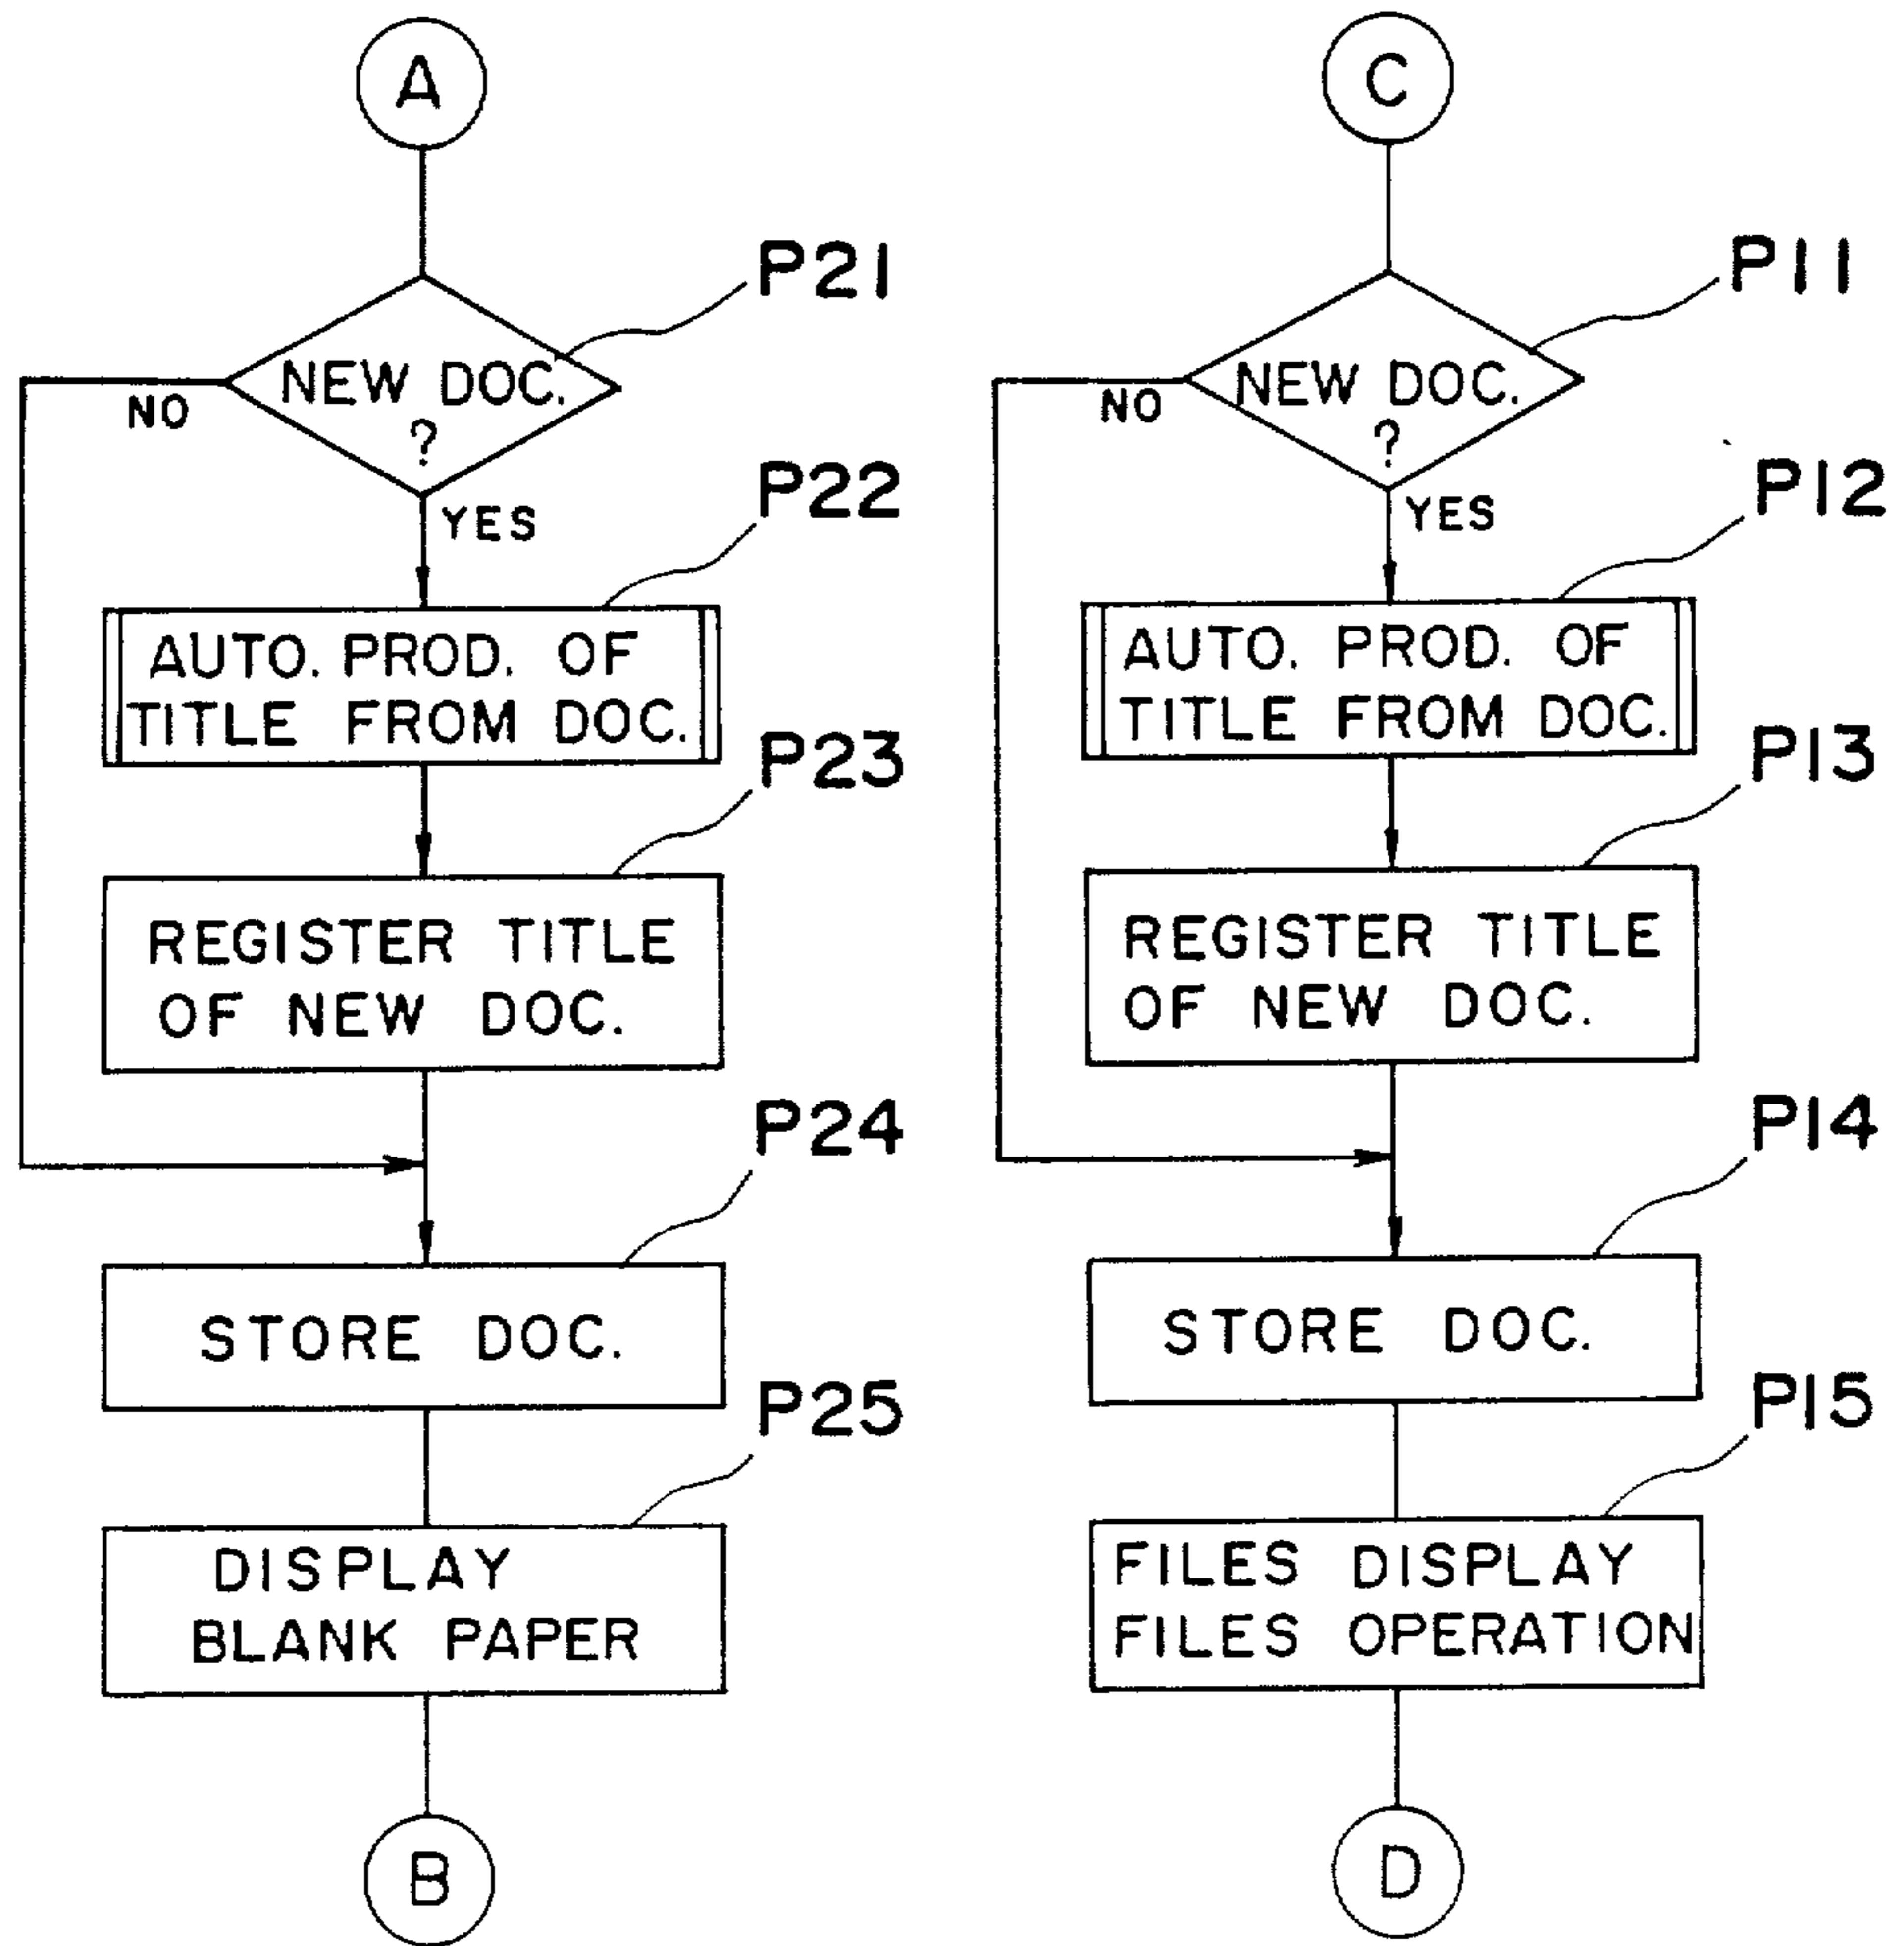 A
P21
NEW DOC.
?
NO
YES
P22
AUTO. PROD. OF
TITLE FROM DOC.
P23
REGISTER TITLE
OF NEW DOC.
P24
STORE DOC.
P25
DISPLAY
BLANK PAPER
B
C
P11
NEW DOC.
?
NO
YES
P12
AUTO. PROD. OF
TITLE FROM DOC.
P13
REGISTER TITLE
OF NEW DOC.
P14
STORE DOC.
P15
FILES DISPLAY
FILES OPERATION
D